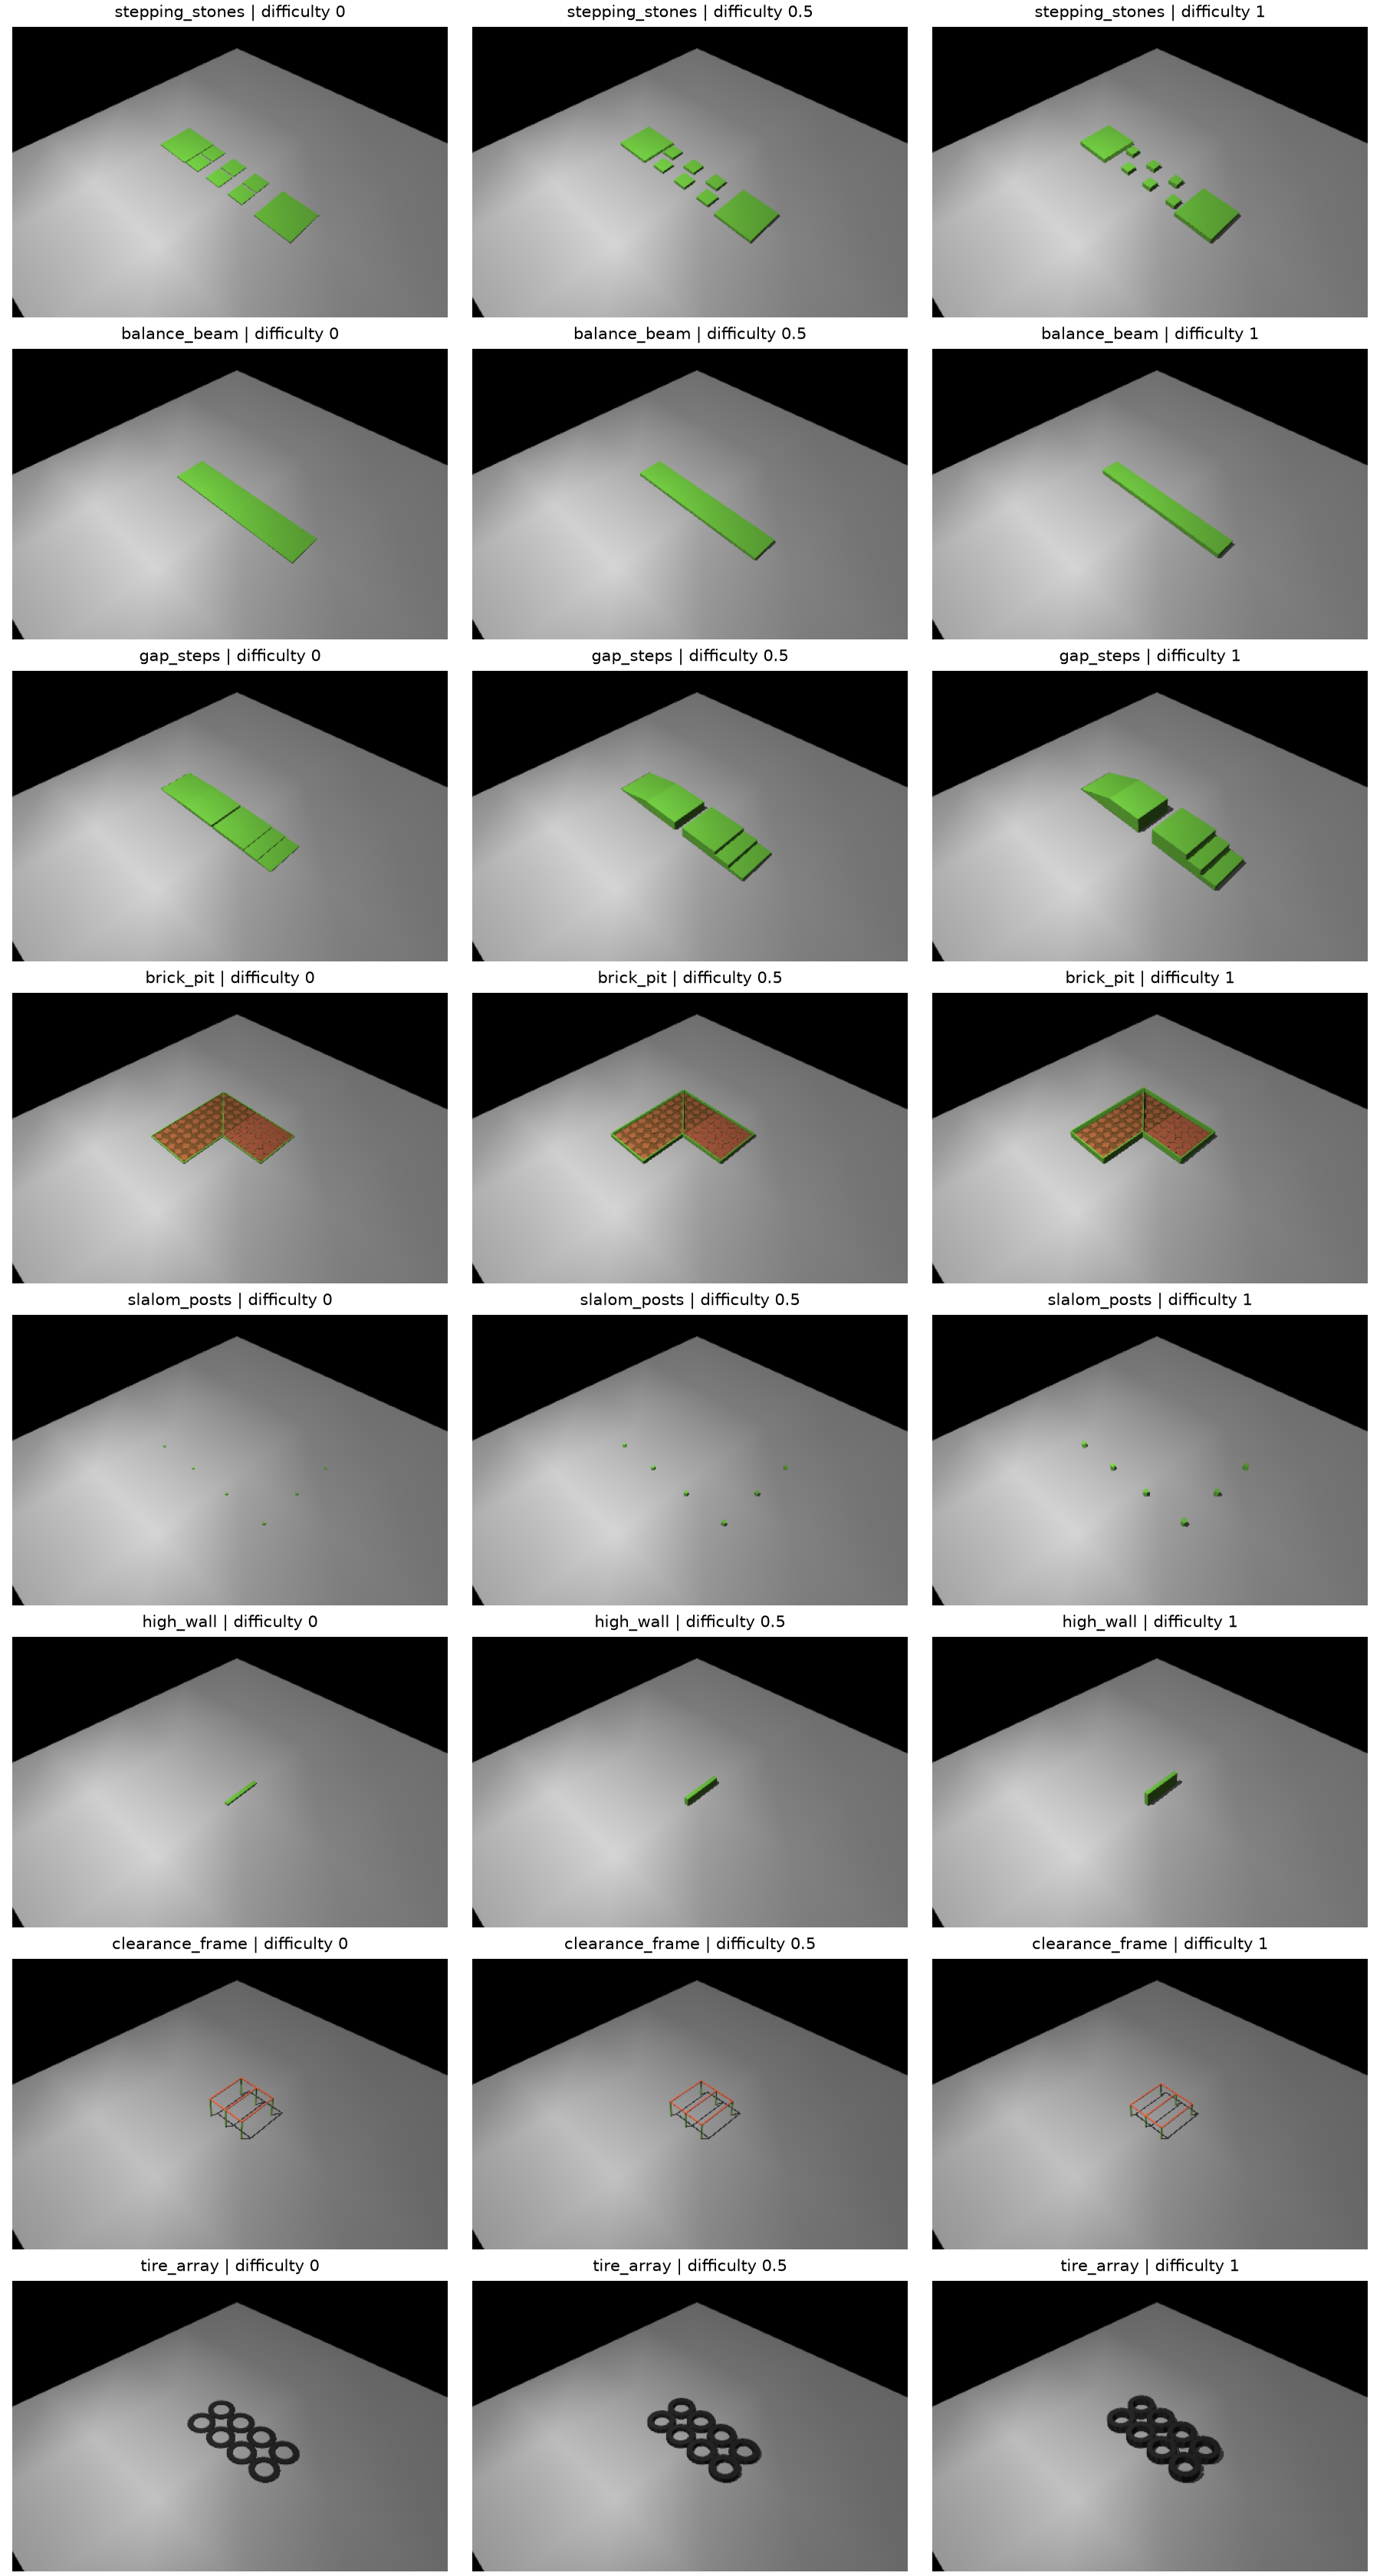 stepping_stones | difficulty 0
stepping_stones | difficulty 0.5
stepping_stones | difficulty 1
balance_beam | difficulty 0
balance_beam | difficulty 0.5
balance_beam | difficulty 1
gap_steps | difficulty 0
gap_steps | difficulty 0.5
gap_steps | difficulty 1
brick_pit | difficulty 0
brick_pit | difficulty 0.5
brick_pit | difficulty 1
slalom_posts | difficulty 0
slalom_posts | difficulty 0.5
slalom_posts | difficulty 1
high_wall | difficulty 0
high_wall | difficulty 0.5
high_wall | difficulty 1
clearance_frame | difficulty 0
clearance_frame | difficulty 0.5
clearance_frame | difficulty 1
tire_array | difficulty 0
tire_array | difficulty 0.5
tire_array | difficulty 1